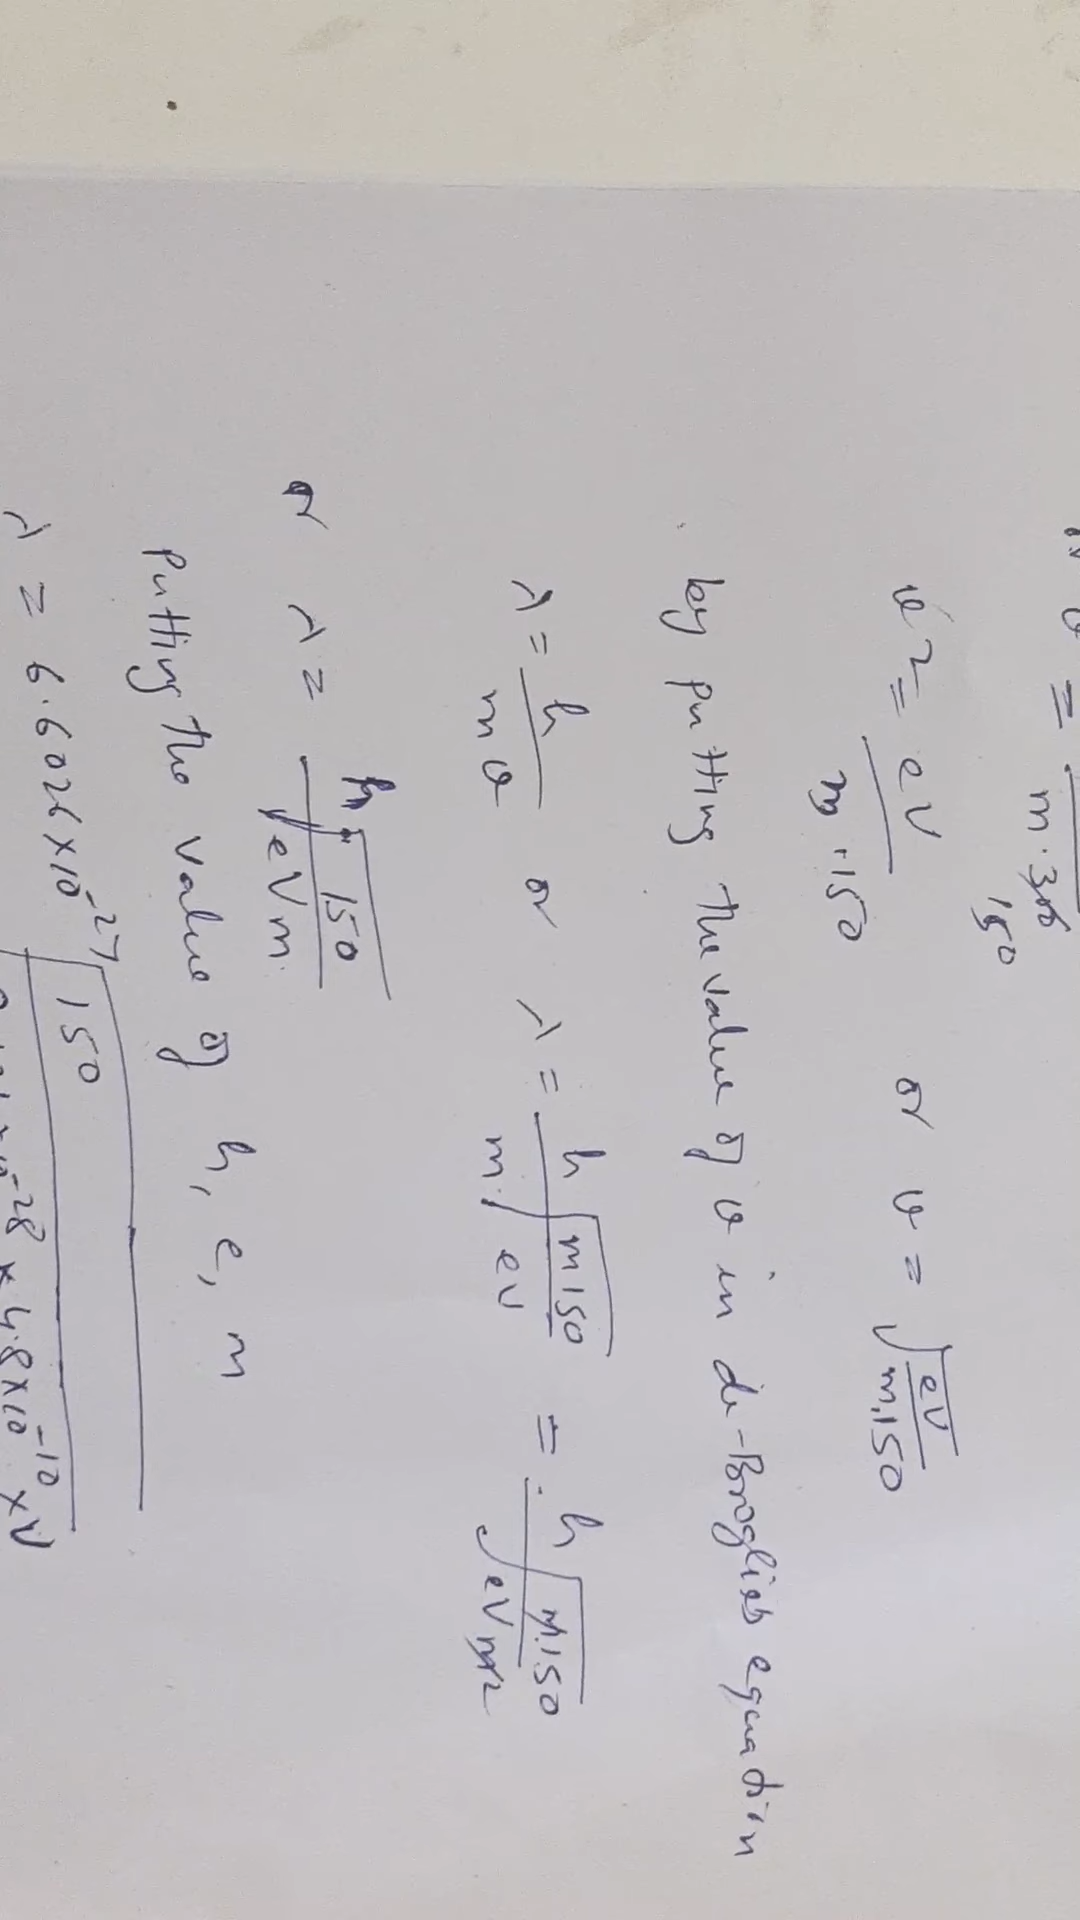 v = / m · 300
150
v² = eV / m · 150 or v = √(eV / m.150)
by putting the value of v in de-Broglies equation
λ = h / mv or λ = h / m √(m 150 / eV) = h √(m.150 / eV m²)
or λ = h √(150 / eVm)
Putting the value of h, e, m
λ = 6.6026 × 10⁻²⁷ √(150 / 10⁻²⁸ × 4.8 × 10⁻¹⁰ × V)